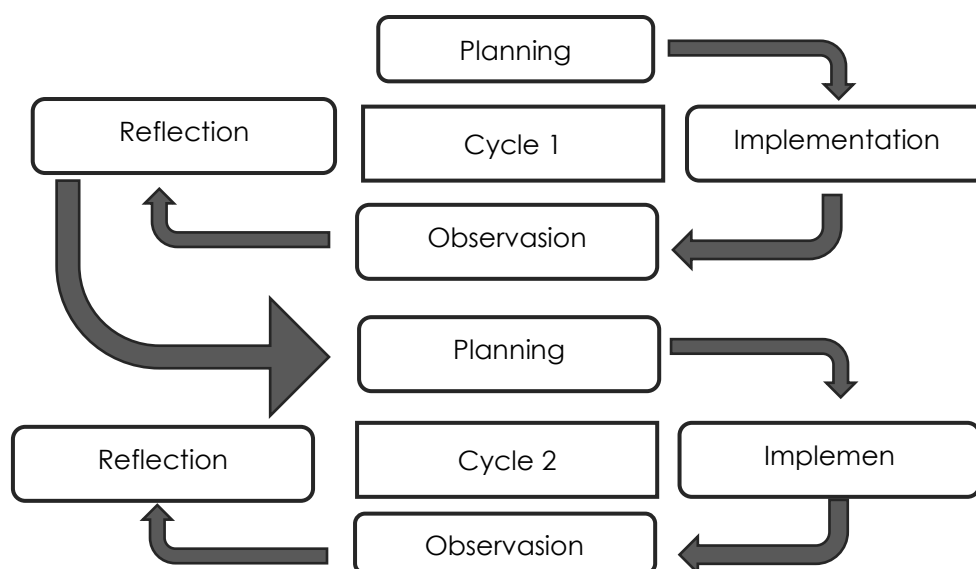 Planning
Reflection
Cycle 1
Implementation
Observasion
Planning
Reflection
Cycle 2
Implemen
Observasion